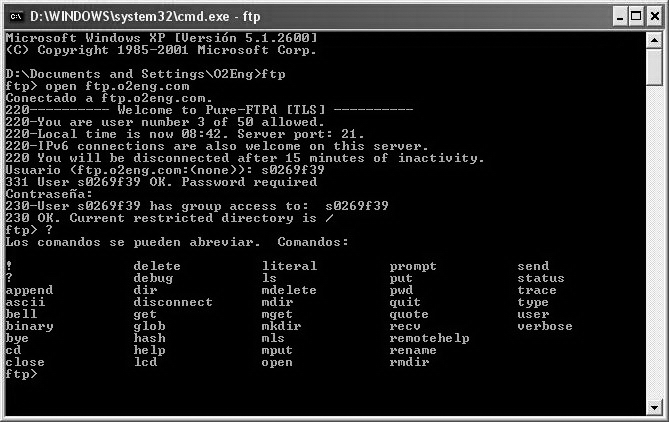 D:\WINDOWS\system32\cmd.exe - ftp
Microsoft Windows XP [Versión 5.1.2600]
(C) Copyright 1985-2001 Microsoft Corp.
D:\Documents and Settings\O2Eng>ftp
ftp> open ftp.o2eng.com
Conectado a ftp.o2eng.com.
220---------- Welcome to Pure-FTPd [TLS] ----------
220-You are user number 3 of 50 allowed.
220-Local time is now 08:42. Server port: 21.
220-IPv6 connections are also welcome on this server.
220 You will be disconnected after 15 minutes of inactivity.
Usuario (ftp.o2eng.com:(none)): s0269f39
331 User s0269f39 OK. Password required
Contraseña:
230-User s0269f39 has group access to:  s0269f39
230 OK. Current restricted directory is /
ftp> ?
Los comandos se pueden abreviar.  Comandos:
! delete literal prompt send
? debug ls put status
append dir mdelete pwd trace
ascii disconnect mdir quit type
bell get mget quote user
binary glob mkdir recv verbose
bye hash mls remotehelp
cd help mput rename
close lcd open rmdir
ftp>